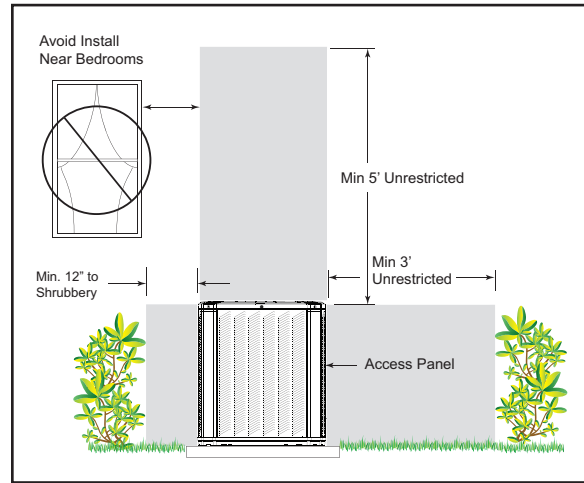 Avoid Install
Near Bedrooms
Min 5’ Unrestricted
Min 3’
Unrestricted
Min. 12” to
Shrubbery
Access Panel